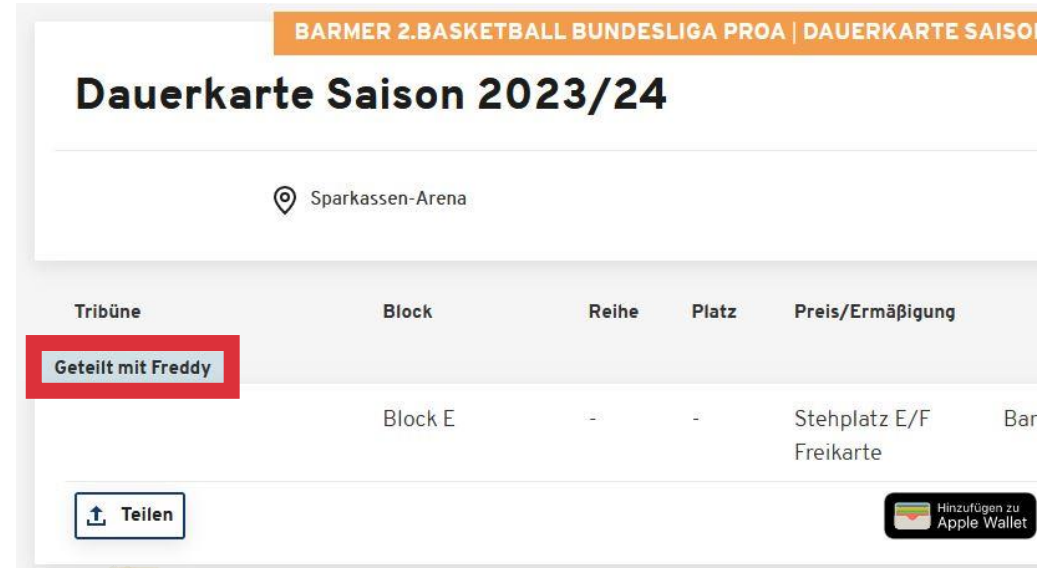 BARMER 2.BASKETBALL BUNDESLIGA PROA | DAUERKARTE SAISON
Dauerkarte Saison 2023/24
Sparkassen-Arena
Tribüne Block Reihe Platz Preis/Ermäßigung
Geteilt mit Freddy
Block E - - Stehplatz E/F Bar
Freikarte
Teilen
Hinzufügen zu
Apple Wallet